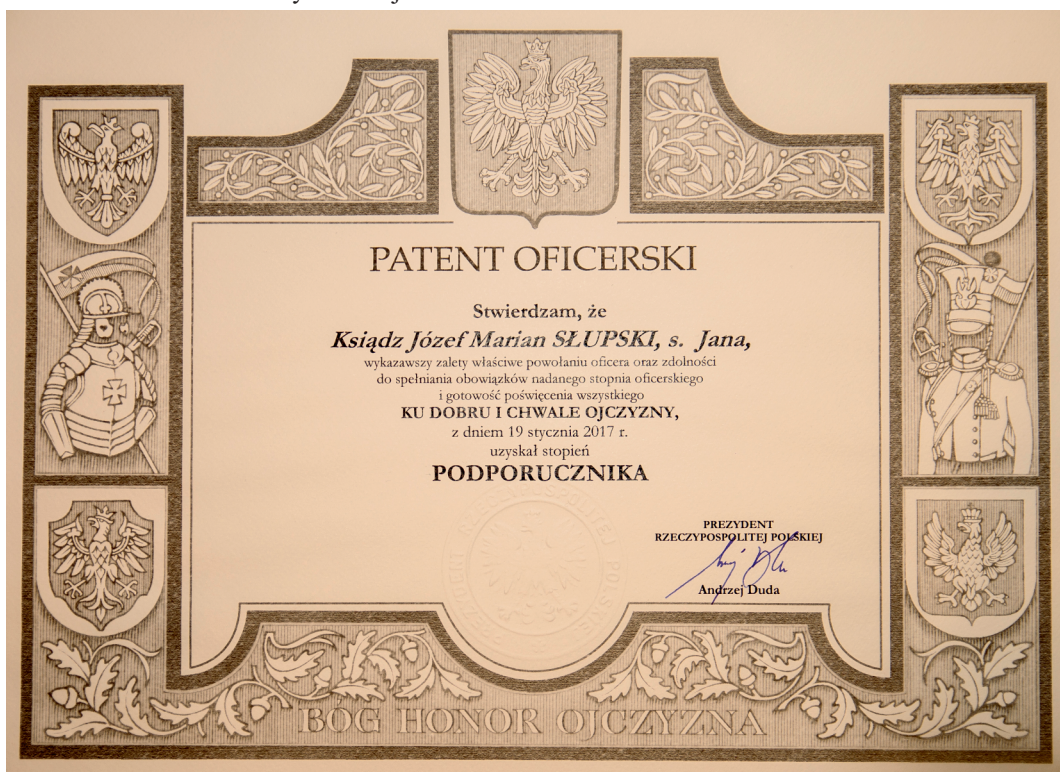 PATENT OFICERSKI
Stwierdzam, że
Ksiądz Józef Marian SŁUPSKI, s. Jana,
wykazawszy zalety właściwe powołaniu oficera oraz zdolności
do spełniania obowiązków nadanego stopnia oficerskiego
i gotowość poświęcenia wszystkiego
KU DOBRU I CHWALE OJCZYZNY,
z dniem 19 stycznia 2017 r.
uzyskał stopień
PODPORUCZNIKA
PREZYDENT
RZECZYPOSPOLITEJ POLSKIEJ
Andrzej Duda
BÓG HONOR OJCZYZNA